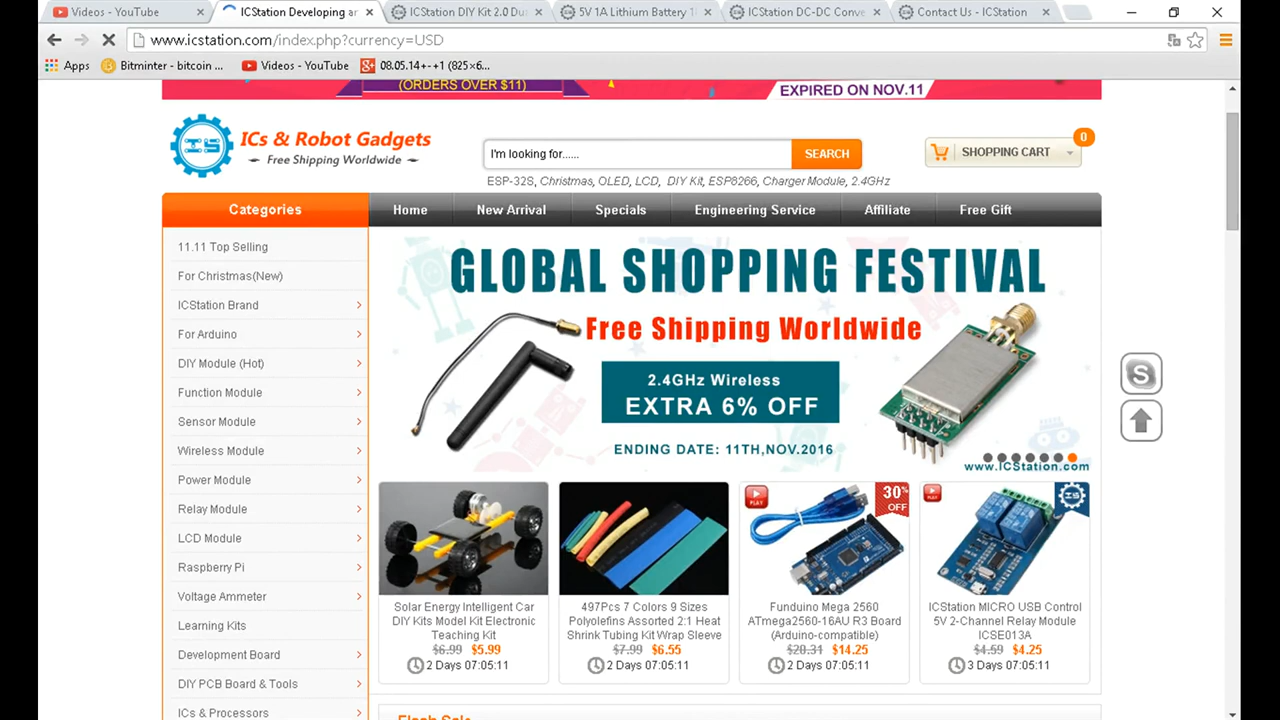 Videos - YouTube
ICStation Developing ar
ICStation DIY Kit 2.0 Du
5V 1A Lithium Battery 1
ICStation DC-DC Conve
Contact Us - ICStation
www.icstation.com/index.php?currency=USD
Apps
Bitminter - bitcoin ...
Videos - YouTube
08.05.14+-+1 (825×6...
(ORDERS OVER $11)
EXPIRED ON NOV.11
ICs & Robot Gadgets
Free Shipping Worldwide
I'm looking for......
SEARCH
SHOPPING CART
0
ESP-32S, Christmas, OLED, LCD, DIY Kit, ESP8266, Charger Module, 2.4GHz
Categories
Home
New Arrival
Specials
Engineering Service
Affiliate
Free Gift
11.11 Top Selling
For Christmas(New)
ICStation Brand
For Arduino
DIY Module (Hot)
Function Module
Sensor Module
Wireless Module
Power Module
Relay Module
LCD Module
Raspberry Pi
Voltage Ammeter
Learning Kits
Development Board
DIY PCB Board & Tools
ICs & Processors
GLOBAL SHOPPING FESTIVAL
Free Shipping Worldwide
2.4GHz Wireless
EXTRA 6% OFF
ENDING DATE: 11TH,NOV.2016
www.ICStation.com
Solar Energy Intelligent Car
DIY Kits Model Kit Electronic
Teaching Kit
$6.99 $5.99
2 Days 07:05:11
497Pcs 7 Colors 9 Sizes
Polyolefins Assorted 2:1 Heat
Shrink Tubing Kit Wrap Sleeve
$7.99 $6.55
2 Days 07:05:11
PLAY
30%
OFF
Funduino Mega 2560
ATmega2560-16AU R3 Board
(Arduino-compatible)
$20.31 $14.25
2 Days 07:05:11
PLAY
ICStation MICRO USB Control
5V 2-Channel Relay Module
ICSE013A
$4.59 $4.25
3 Days 07:05:11
Flash Sale